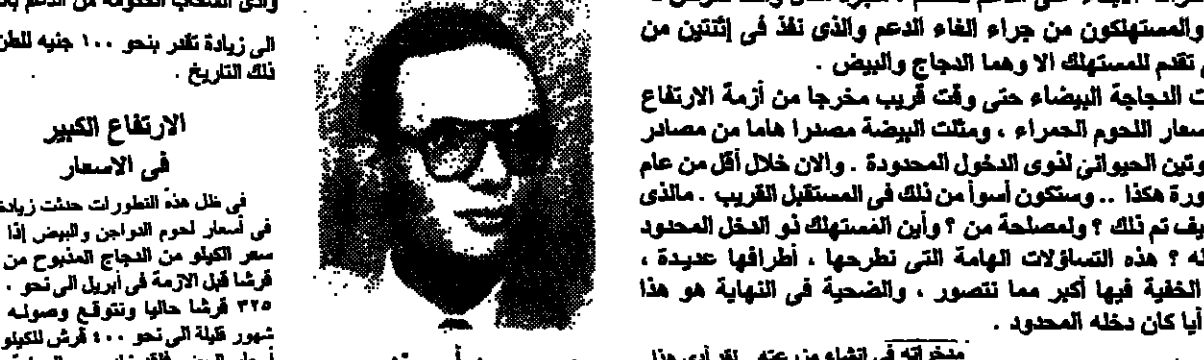 والمستهلكون من جراء الغاء الدعم والذى نفذ فى إثنتين من
تقدم للمستهلك الا وهما الدجاج والبيض .
ت الدجاجة البيضاء حتى وقت قريب مخرجا من أزمة الارتفاع
سعار اللحوم الحمراء ، ومثلت البيضة مصدرا هاما من مصادر
وتين الحيوانى لذوى الدخول المحدودة . والان خلال أقل من عام
ورة هكذا .. وستكون أسوأ من ذلك فى المستقبل القريب . مالذى
يف تم ذلك ؟ ولمصلحة من ؟ وأين المستهلك ذو الدخل المحدود
له ؟ هذه التساؤلات الهامة التى نطرحها ، أطرافها عديدة ،
الخفية فيها أكبر مما نتصور ، والضحية فى النهاية هو هذا
أيا كان دخله المحدود .
مدخراته فى انشاء مزرعته
الى زيادة تقدر بنحو ١٠٠ جنيه للطن
ذلك التاريخ .
الارتفاع الكبير
فى الاسعار
فى ظل هذه التطورات حدثت زيادة
فى أسعار لحوم الدواجن والبيض إذا
سعر الكيلو من الدجاج المذبوح من
قرشا قبل الازمة فى أبريل الى نحو .
٣٢٥ قرشا حاليا ونتوقع وصوله
شهور قليلة الى نحو ٤٠٠ قرش للكيلو